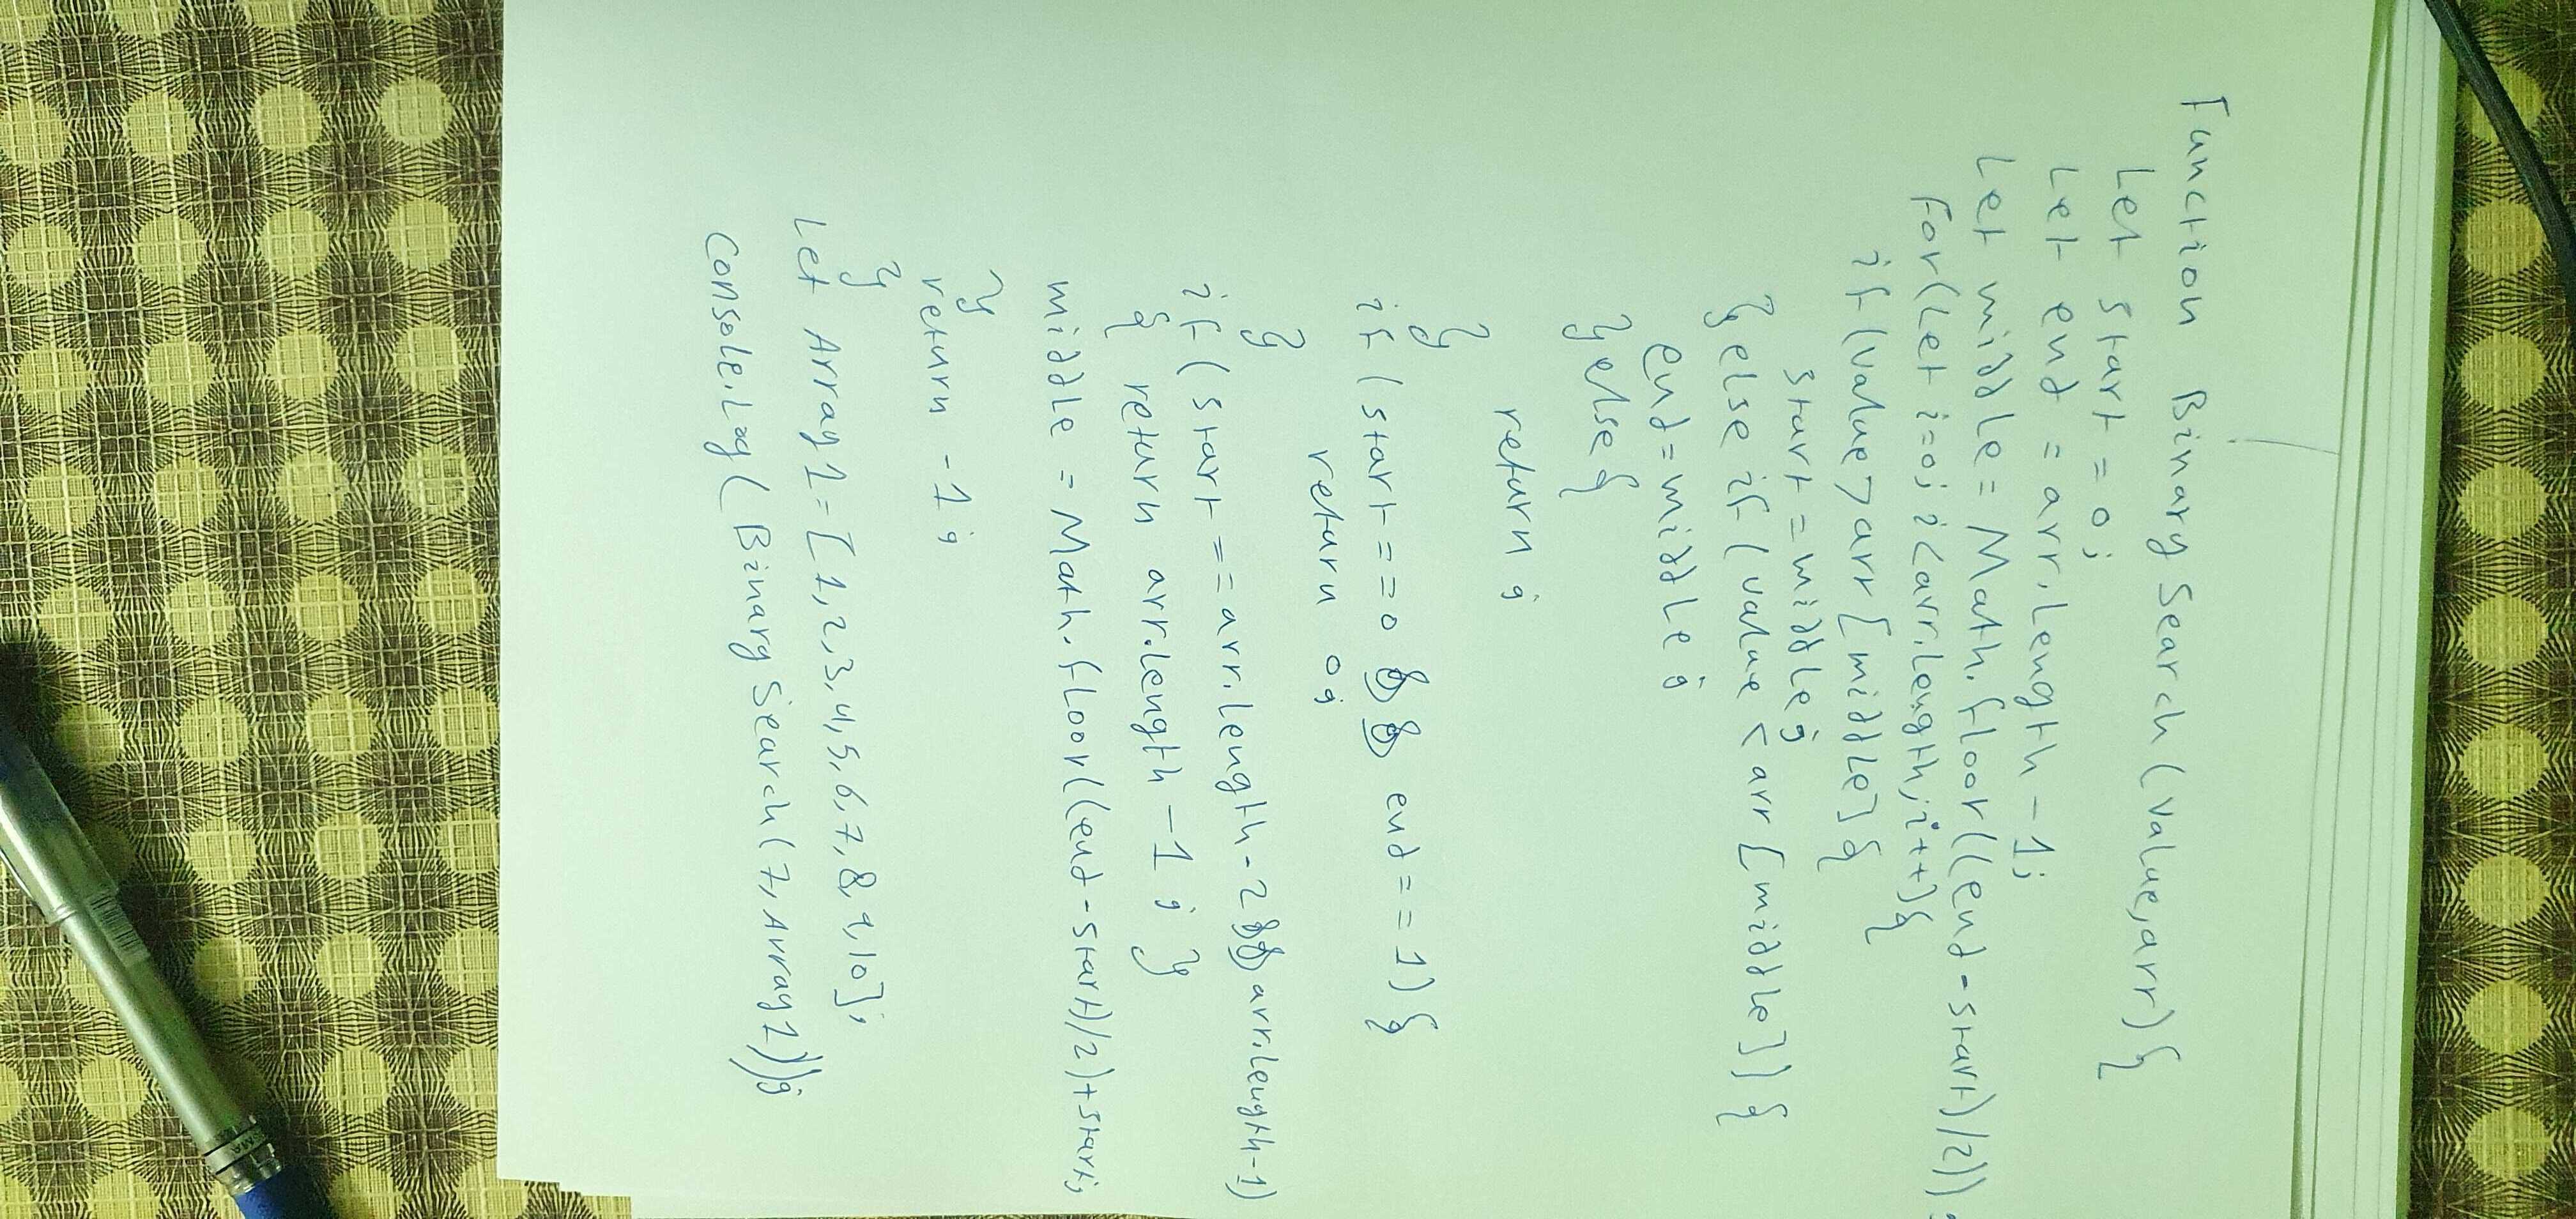 Function BinarySearch(value,arr){
Let start = 0;
Let end = arr.Length - 1;
Let middle = Math.floor((end - start)/2));
For(Let i=0; i<arr.Length; i++){
if(value>arr[middle]{
start = middle;
}else if(value < arr[middle]){
end = middle;
}else{
return ;
}
if(start===0 && end===1){
return 0;
}
if(start===arr.Length-2&&arr.Length-1)
{ return arr.Length -1; }
middle = Math.fLoor((end-start)/2)+start;
}
return -1;
}
Let Array1=[1,2,3,4,5,6,7,8,9,10];
Console.Log(BinarySearch(7,Array1));